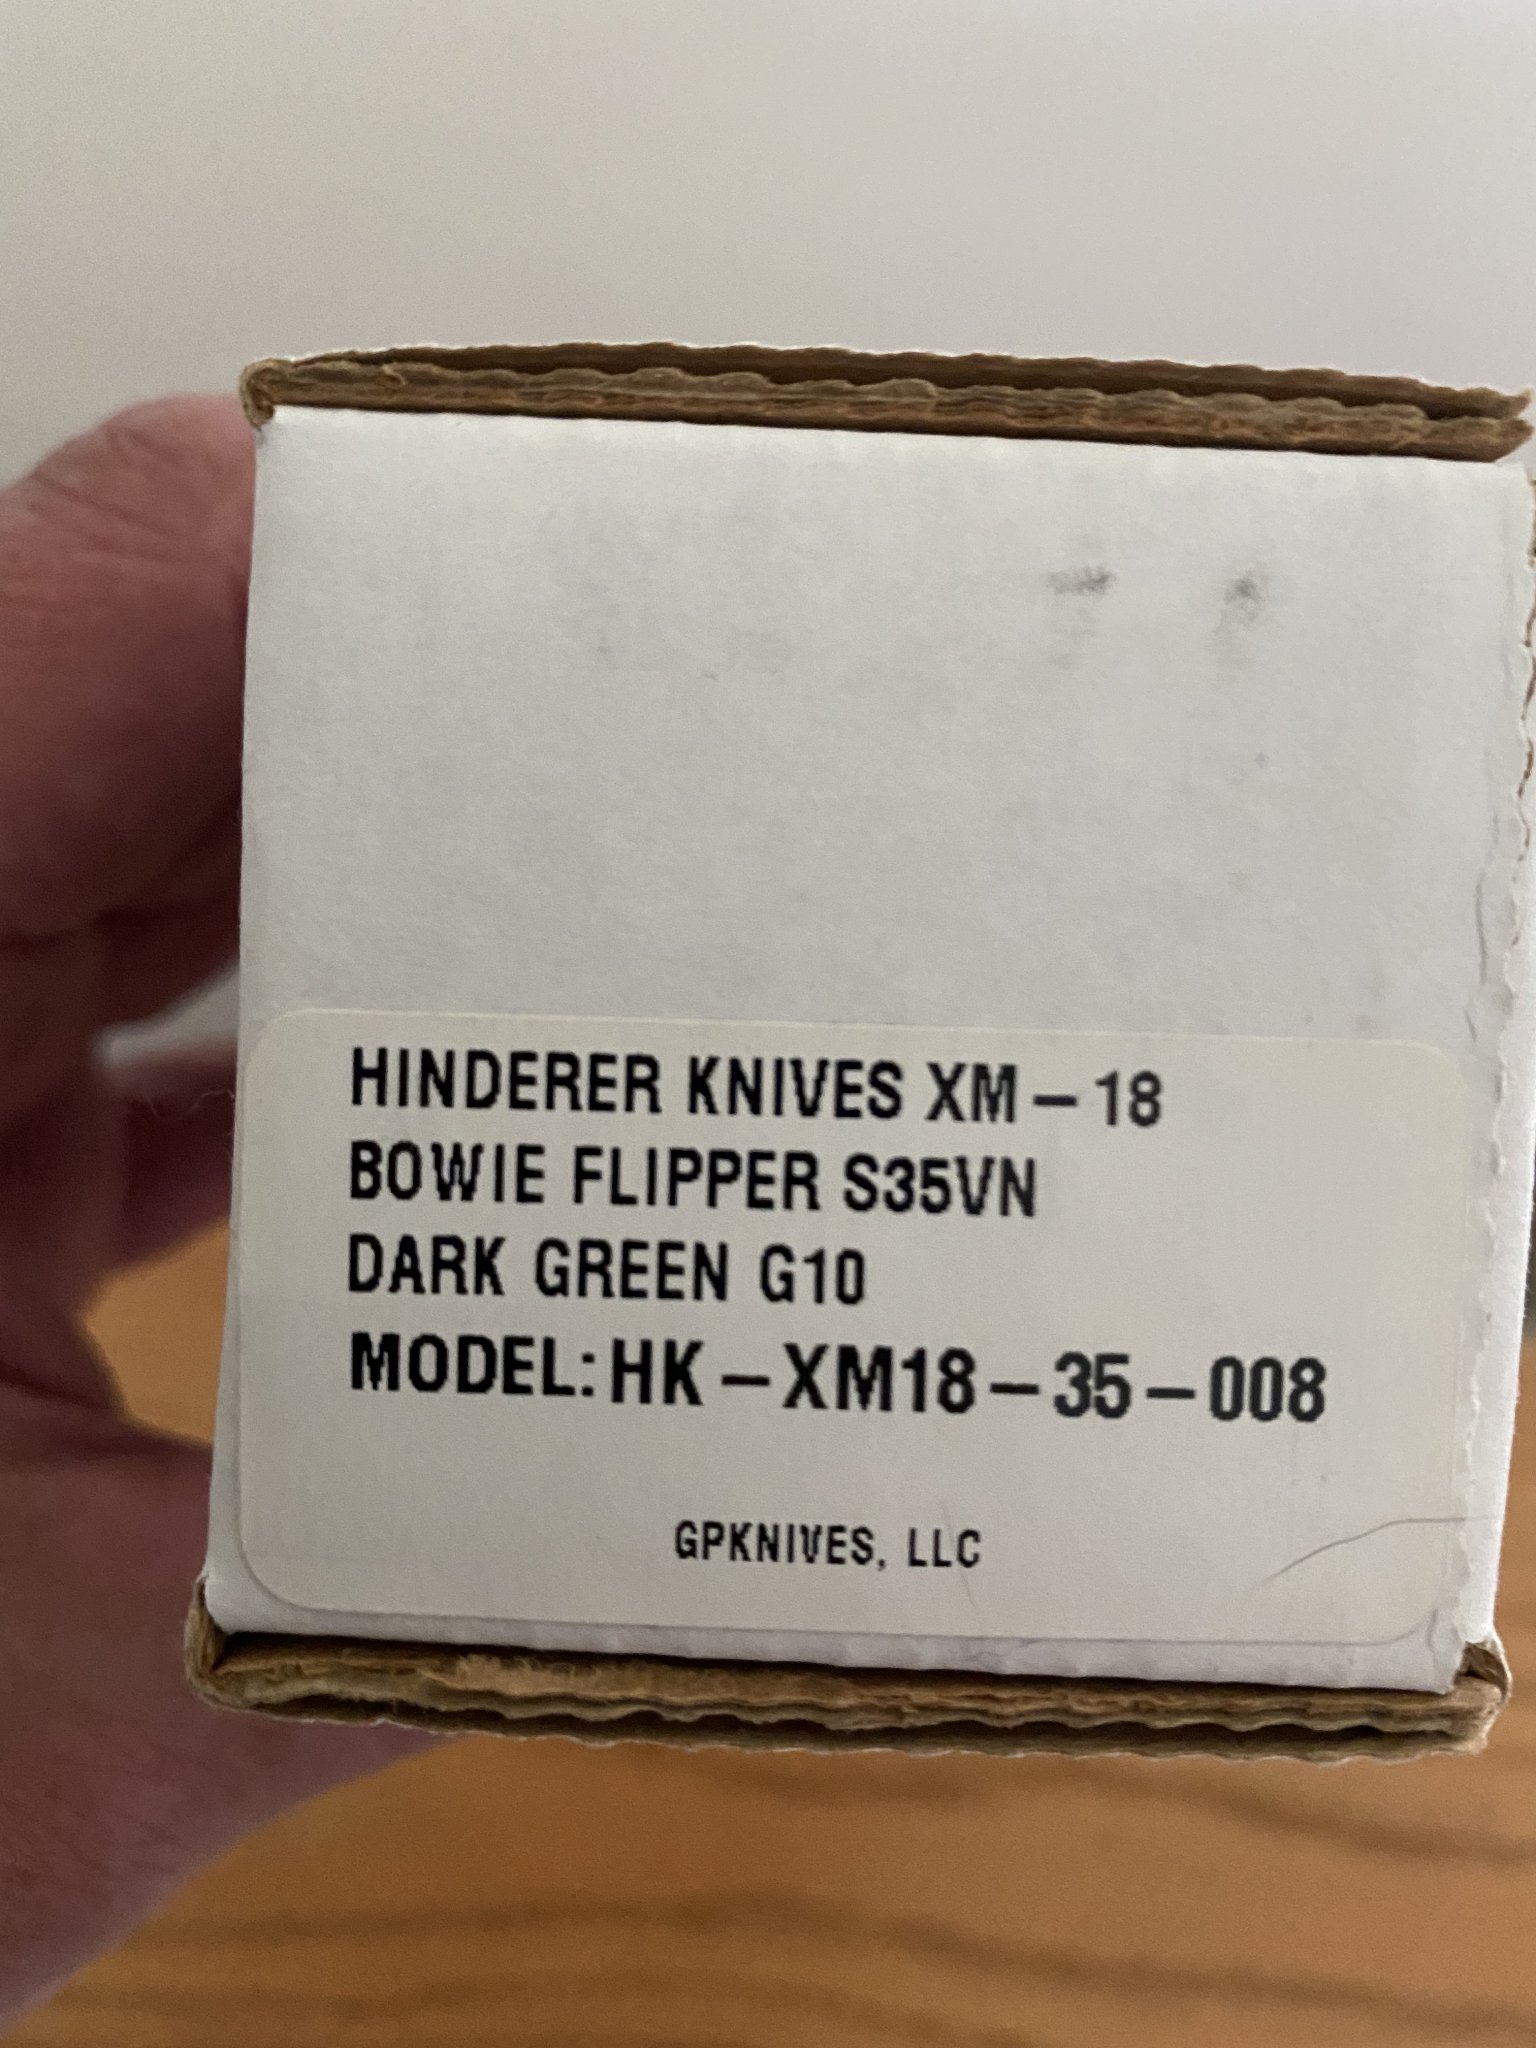 HINDERER KNIVES XM-18
BOWIE FLIPPER S35VN
DARK GREEN G10
MODEL:HK-XM18-35-008
GPKNIVES, LLC